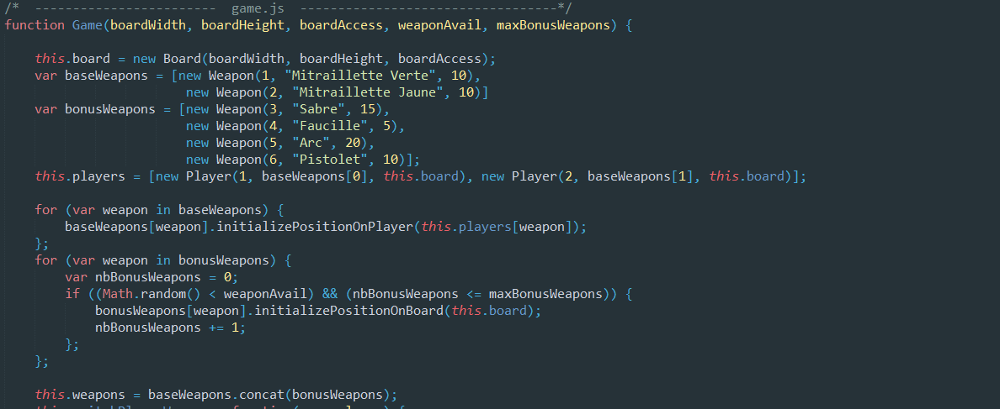 /* ------------------------ game.js ----------------------------------*/
function Game(boardWidth, boardHeight, boardAccess, weaponAvail, maxBonusWeapons) {
this.board = new Board(boardWidth, boardHeight, boardAccess);
var baseWeapons = [new Weapon(1, "Mitraillette Verte", 10),
new Weapon(2, "Mitraillette Jaune", 10)]
var bonusWeapons = [new Weapon(3, "Sabre", 15),
new Weapon(4, "Faucille", 5),
new Weapon(5, "Arc", 20),
new Weapon(6, "Pistolet", 10)];
this.players = [new Player(1, baseWeapons[0], this.board), new Player(2, baseWeapons[1], this.board)];
for (var weapon in baseWeapons) {
baseWeapons[weapon].initializePositionOnPlayer(this.players[weapon]);
};
for (var weapon in bonusWeapons) {
var nbBonusWeapons = 0;
if ((Math.random() < weaponAvail) && (nbBonusWeapons <= maxBonusWeapons)) {
bonusWeapons[weapon].initializePositionOnBoard(this.board);
nbBonusWeapons += 1;
};
};
this.weapons = baseWeapons.concat(bonusWeapons);